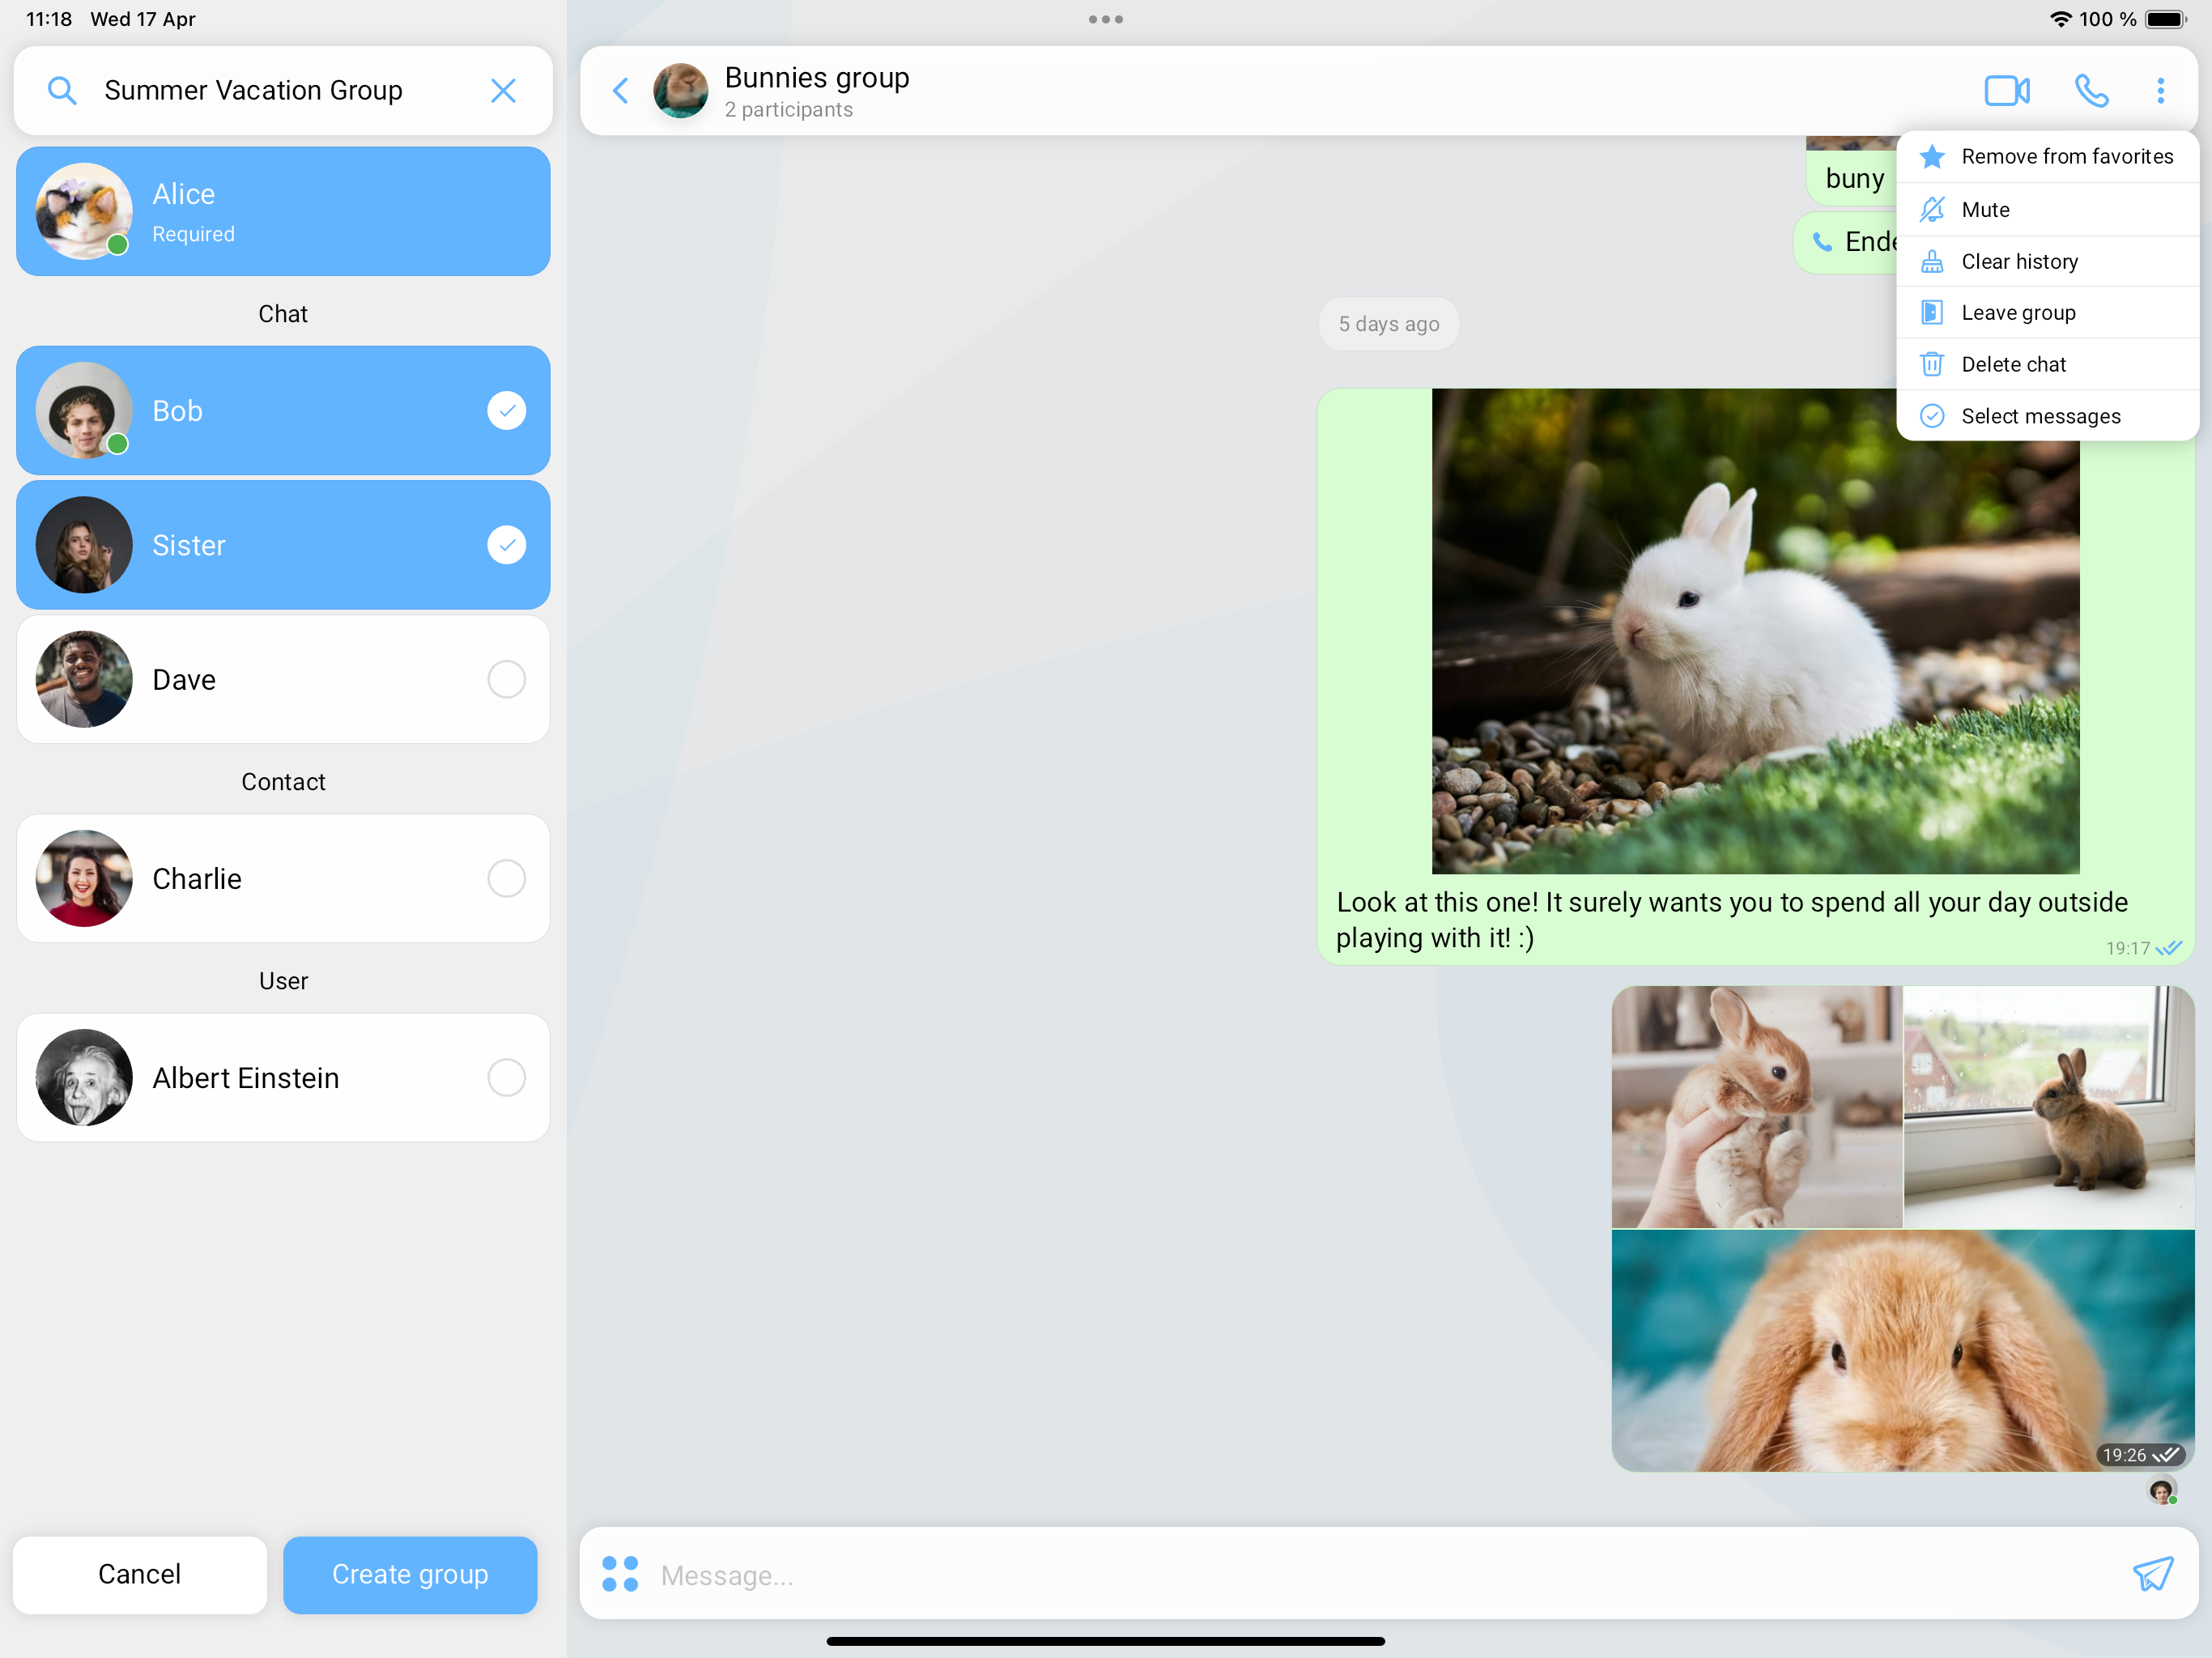 11:18 Wed 17 Apr
100 %
Summer Vacation Group
Alice
Required
Chat
Bob
Sister
Dave
Contact
Charlie
User
Albert Einstein
Cancel
Create group
Bunnies group
2 participants
Remove from favorites
Mute
Clear history
Leave group
Delete chat
Select messages
buny
5 days ago
Look at this one! It surely wants you to spend all your day outside
playing with it! :)
19:17
19:26
Message...